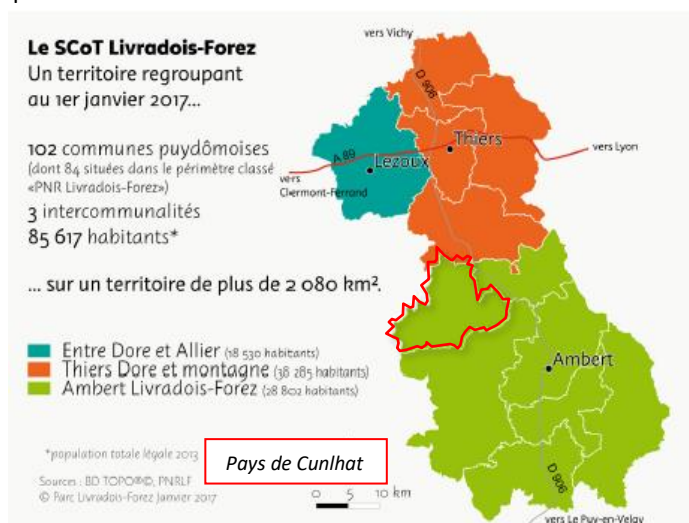 Le SCoT Livradois-Forez
Un territoire regroupant
au 1er janvier 2017...
102 communes puydômoises
(dont 84 situées dans le périmètre classé
«PNR Livradois-Forez»)
3 intercommunalités
85 617 habitants*
... sur un territoire de plus de 2 080 km².
Entre Dore et Allier (18 530 habitants)
Thiers Dore et montagne (38 285 habitants)
Ambert Livradois-Forez (28 802 habitants)
*population totale légale 2013
Sources : BD TOPO®©, PNRLF
© Parc Livradois-Forez Janvier 2017
Pays de Cunlhat
0 5 10 km
vers Vichy
D 906
Thiers
A 89
Lezoux
vers Lyon
vers
Clermont-Ferrand
Ambert
D 906
vers Le Puy-en-Velay